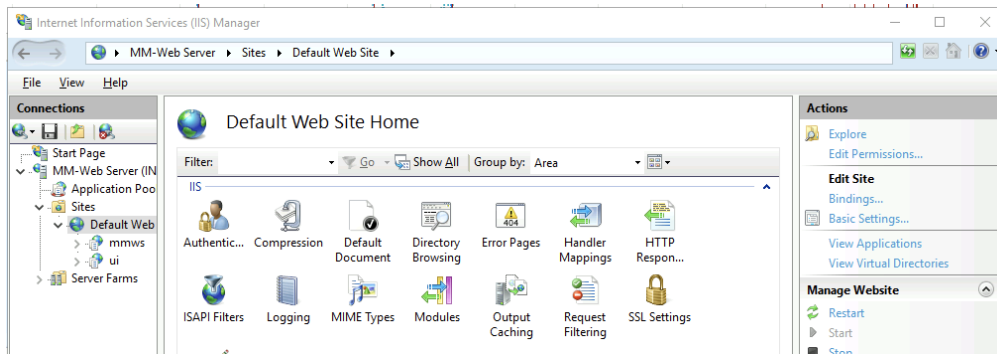 Internet Information Services (IIS) Manager
MM-Web Server Sites Default Web Site
File View Help
Connections
Start Page
MM-Web Server (IN
Application Poo
Sites
Default Web
mmws
ui
Server Farms
Default Web Site Home
Filter: Go Show All Group by: Area
IIS
Authentic... Compression Default Document Directory Browsing Error Pages Handler Mappings HTTP Respon...
404
ISAPI Filters Logging MIME Types Modules Output Caching Request Filtering SSL Settings
Actions
Explore
Edit Permissions...
Edit Site
Bindings...
Basic Settings...
View Applications
View Virtual Directories
Manage Website
Restart
Start
Stop